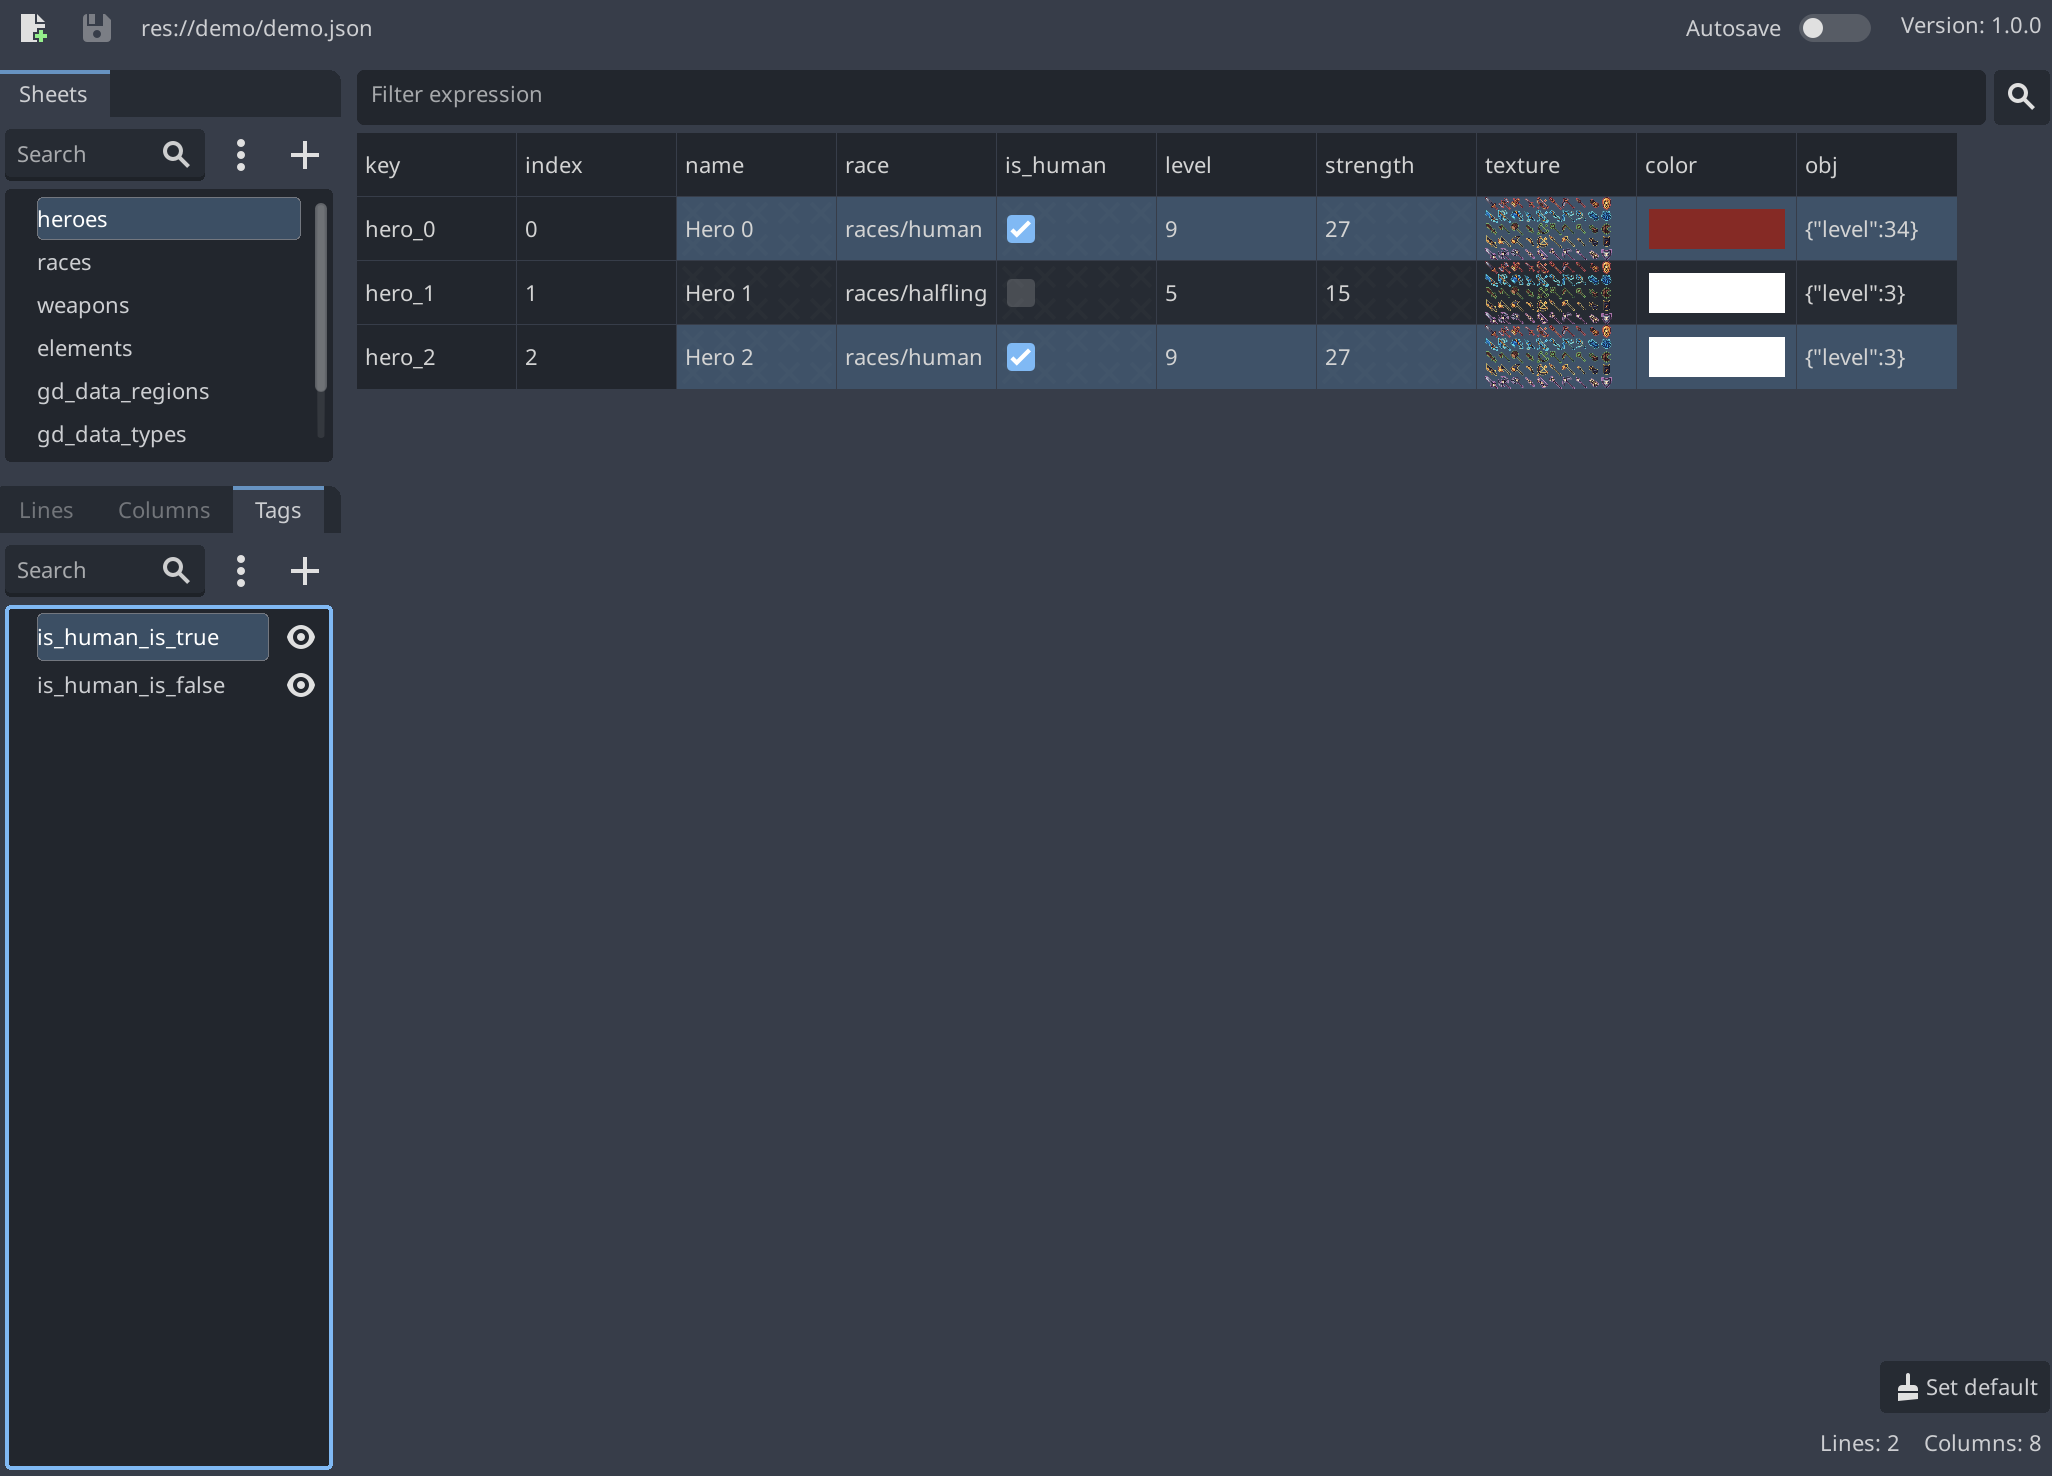 res://demo/demo.json
Autosave
Version: 1.0.0
Sheets
Search
heroes
races
weapons
elements
gd_data_regions
gd_data_types
Lines Columns Tags
Search
is_human_is_true
is_human_is_false
Filter expression
key index name race is_human level strength texture color obj
hero_0 0 Hero 0 races/human 9 27 {"level":34}
hero_1 1 Hero 1 races/halfling 5 15 {"level":3}
hero_2 2 Hero 2 races/human 9 27 {"level":3}
Set default
Lines: 2 Columns: 8